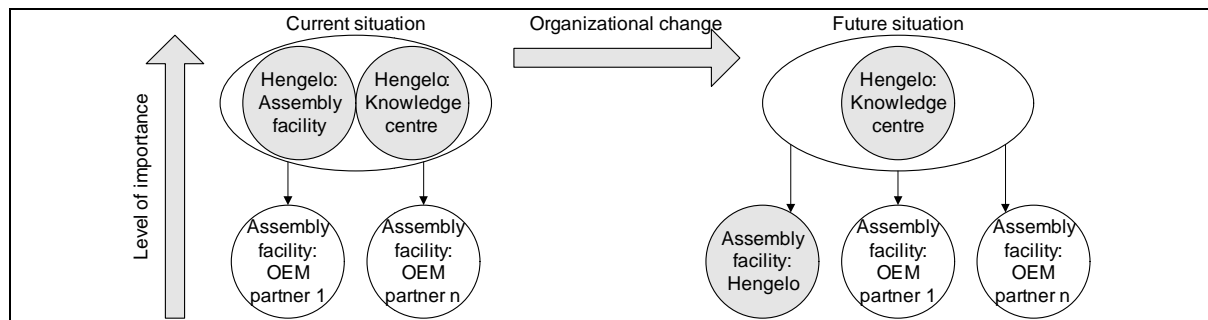 Current situation
Organizational change
Future situation
Level of importance
Hengelo:
Assembly
facility
Hengelo:
Knowledge
centre
Hengelo:
Knowledge
centre
Assembly
facility:
OEM
partner 1
Assembly
facility:
OEM
partner n
Assembly
facility:
Hengelo
Assembly
facility:
OEM
partner 1
Assembly
facility:
OEM
partner n